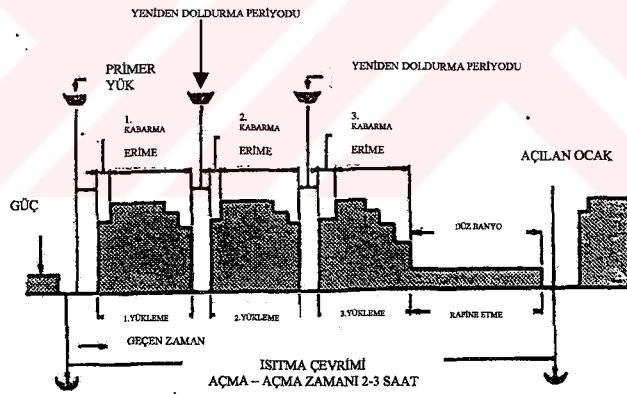 YENİDEN DOLDURMA PERİYODU
PRİMER
YÜK
YENİDEN DOLDURMA PERİYODU
1.
KABARMA
ERİME
2.
KABARMA
ERİME
3.
KABARMA
ERİME
AÇILAN OCAK
GÜÇ
DÜZ BANYO
1.YÜKLEME
2.YÜKLEME
3.YÜKLEME
RAPİNE ETME
GEÇEN ZAMAN
ISITMA ÇEVRİMİ
AÇMA – AÇMA ZAMANI 2-3 SAAT